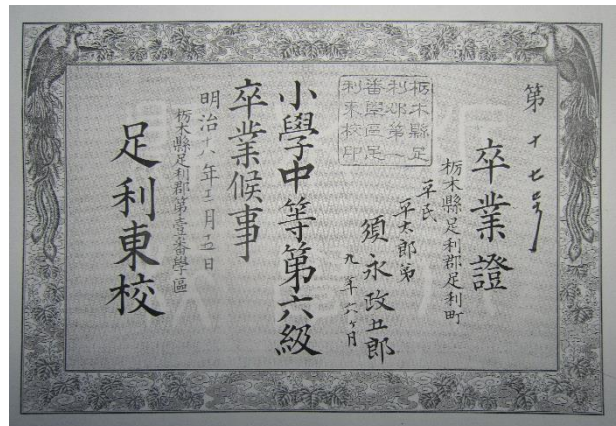 第十七号
卒業證
栃木縣足利郡足利町
平民
平太郎弟
須永政五郎
九年六ヶ月
栃木縣足
利郡第一
番學區足
利東校印
小學中等第六級
卒業候事
明治十八年三月十五日
栃木縣足利郡第壹番學區
足利東校